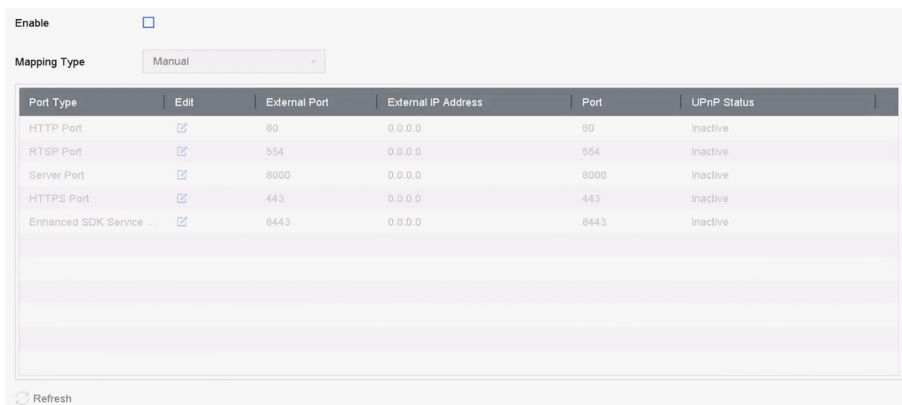 Enable
Mapping Type Manual
Port Type Edit External Port External IP Address Port UPnP Status
HTTP Port 80 0.0.0.0 80 Inactive
RTSP Port 554 0.0.0.0 554 Inactive
Server Port 8000 0.0.0.0 8000 Inactive
HTTPS Port 443 0.0.0.0 443 Inactive
Enhanced SDK Service ... 8443 0.0.0.0 8443 Inactive
Refresh